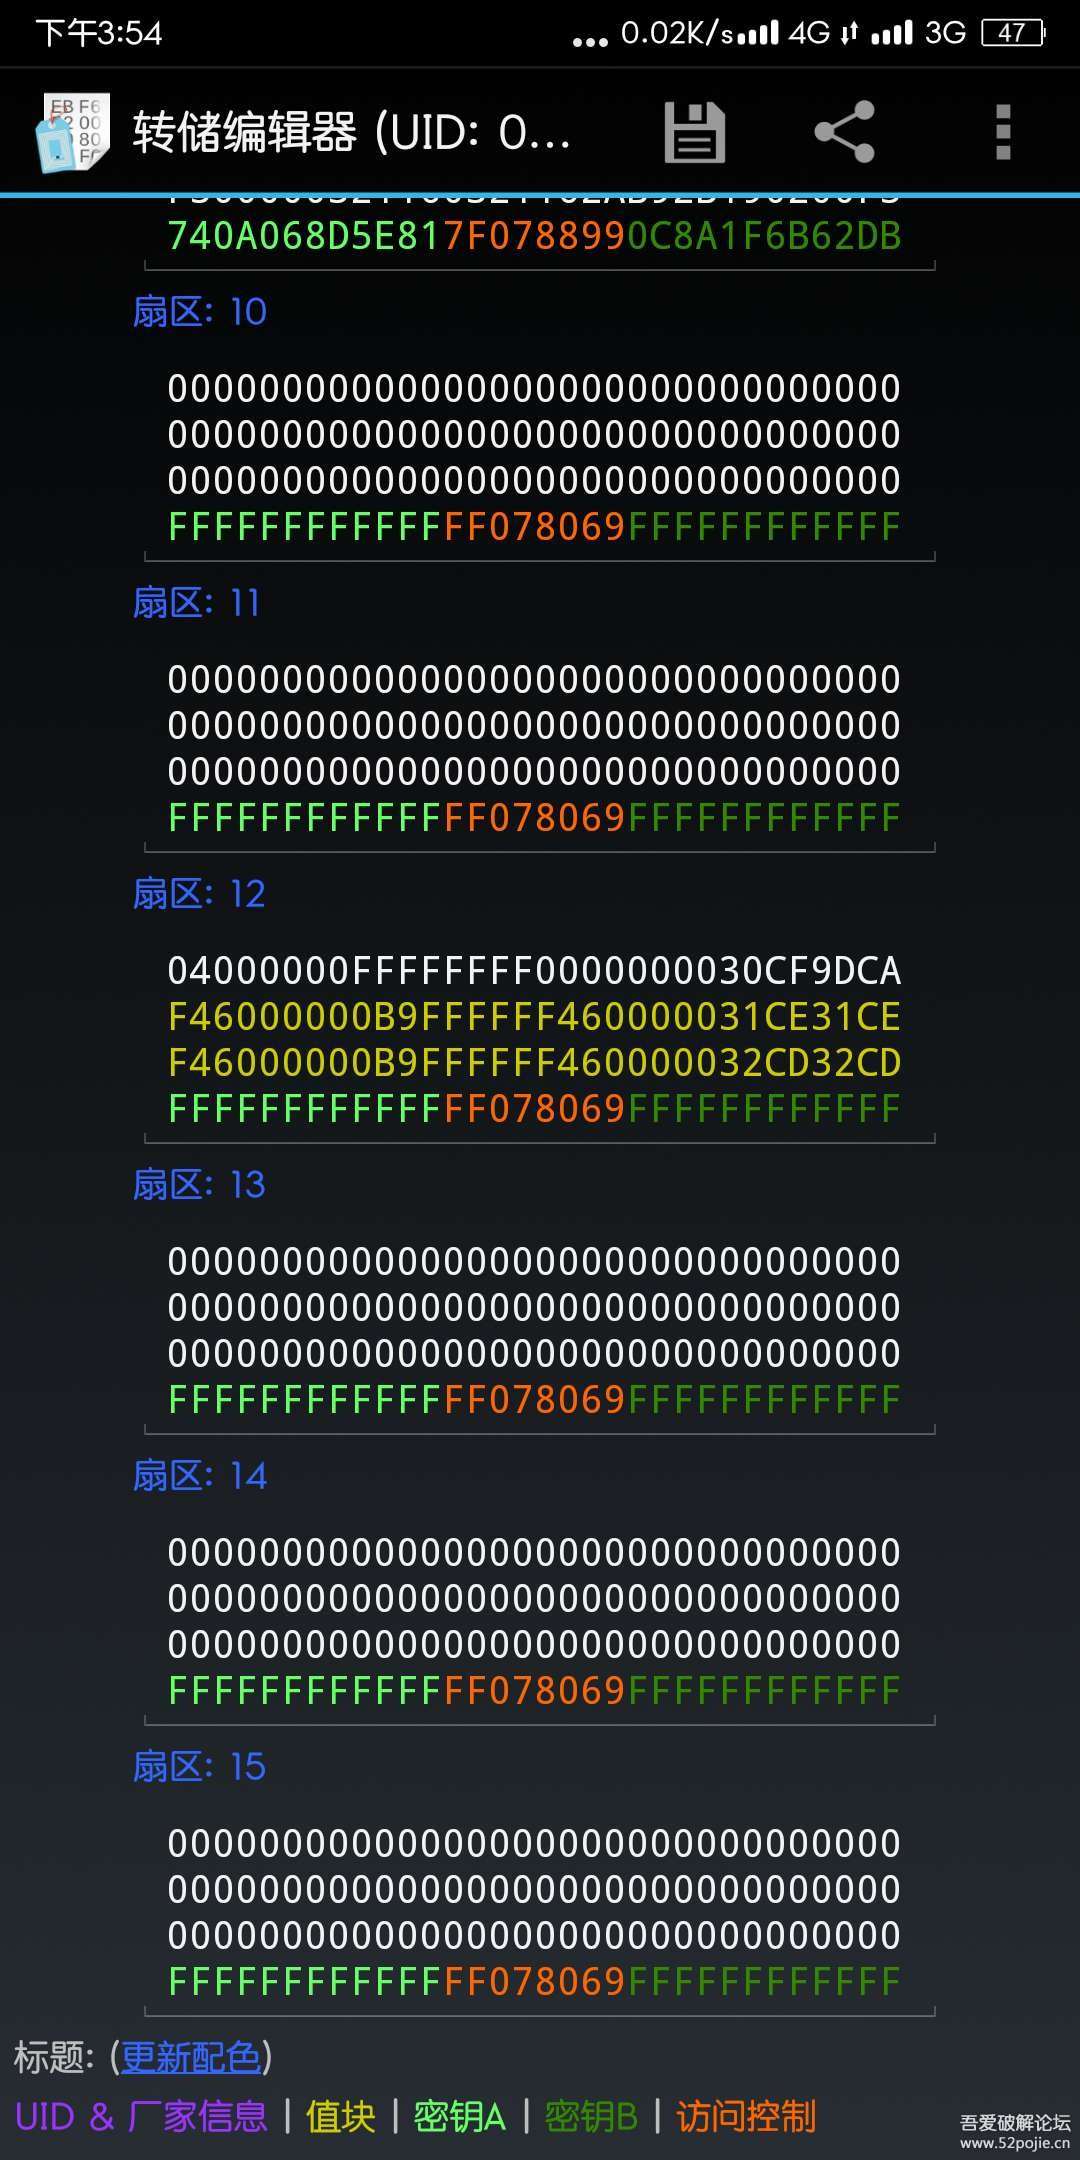 下午3:54
... 0.02K/s 4G 3G 47
转储编辑器 (UID: 0...
740A068D5E817F0788990C8A1F6B62DB
扇区: 10
00000000000000000000000000000000
00000000000000000000000000000000
00000000000000000000000000000000
FFFFFFFFFFFFFF078069FFFFFFFFFFFF
扇区: 11
00000000000000000000000000000000
00000000000000000000000000000000
00000000000000000000000000000000
FFFFFFFFFFFFFF078069FFFFFFFFFFFF
扇区: 12
04000000FFFFFFFF0000000030CF9DCA
F46000000B9FFFFFFF460000031CE31CE
F46000000B9FFFFFFF460000032CD32CD
FFFFFFFFFFFFFF078069FFFFFFFFFFFF
扇区: 13
00000000000000000000000000000000
00000000000000000000000000000000
00000000000000000000000000000000
FFFFFFFFFFFFFF078069FFFFFFFFFFFF
扇区: 14
00000000000000000000000000000000
00000000000000000000000000000000
00000000000000000000000000000000
FFFFFFFFFFFFFF078069FFFFFFFFFFFF
扇区: 15
00000000000000000000000000000000
00000000000000000000000000000000
00000000000000000000000000000000
FFFFFFFFFFFFFF078069FFFFFFFFFFFF
标题: (更新配色)
UID & 厂家信息 | 值块 | 密钥A | 密钥B | 访问控制
吾爱破解论坛
www.52pojie.cn